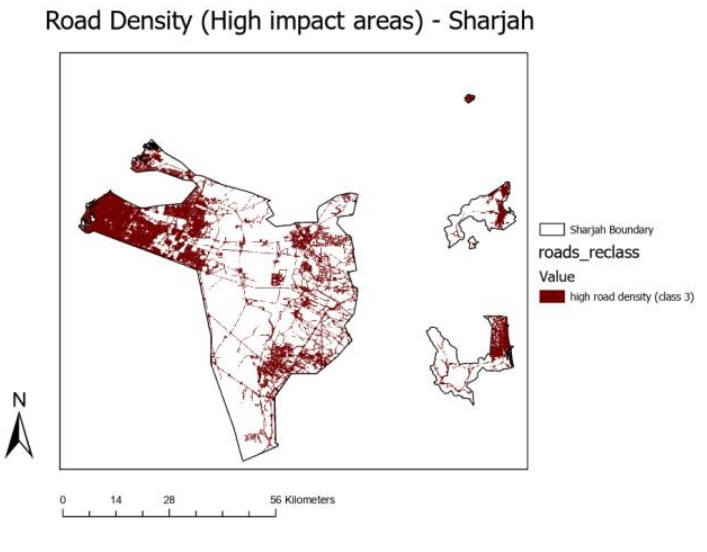 Road Density (High impact areas) - Sharjah
Sharjah Boundary
roads_reclass
Value
high road density (class 3)
N
0 14 28 56 Kilometers